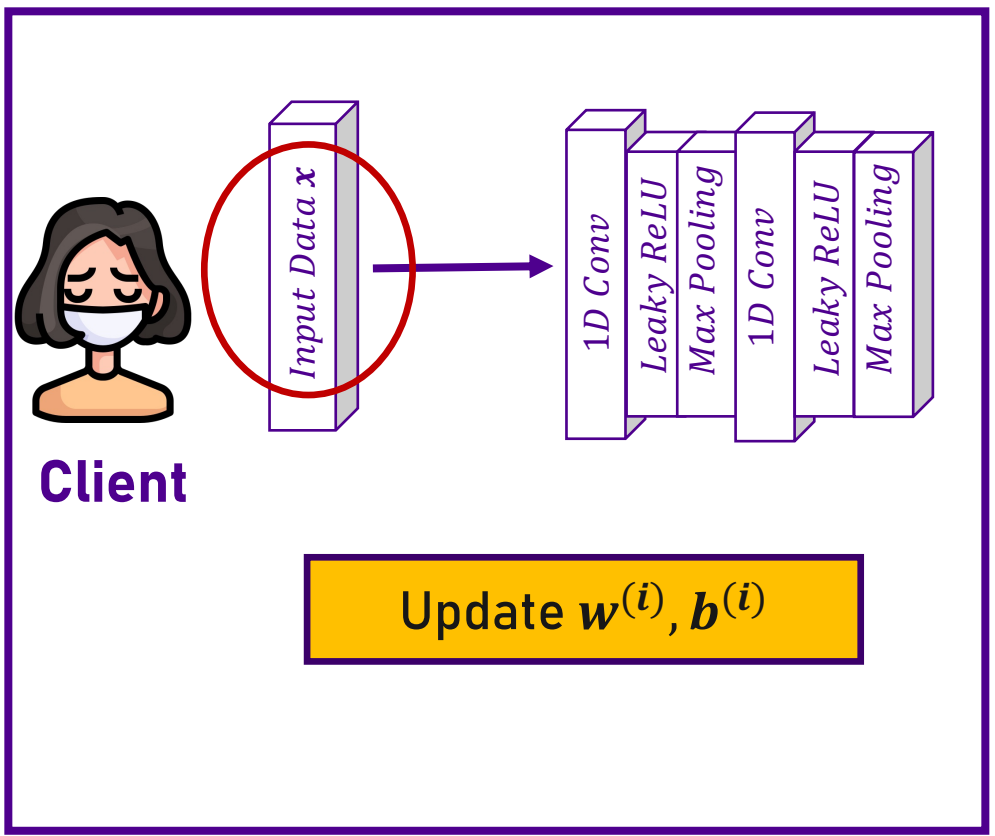 Input Data x
1D Conv
Leaky ReLU
Max Pooling
1D Conv
Leaky ReLU
Max Pooling
Client
Update w^(i), b^(i)